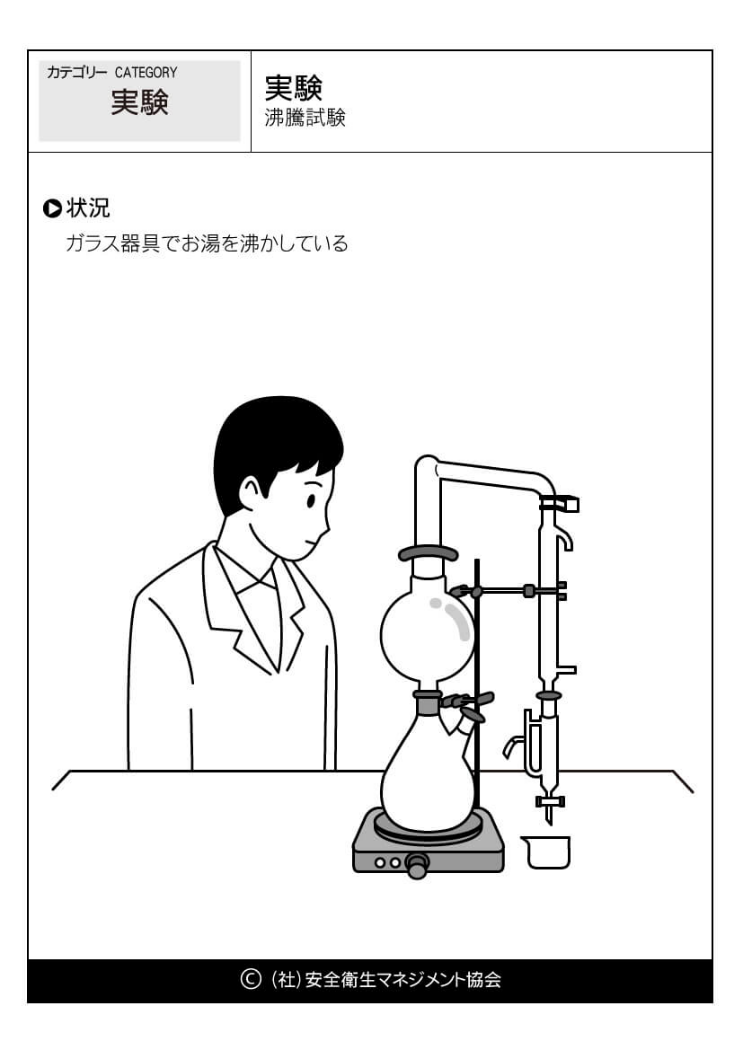 カテゴリー CATEGORY
実験
実験
沸騰試験
状況
ガラス器具でお湯を沸かしている
© (社)安全衛生マネジメント協会